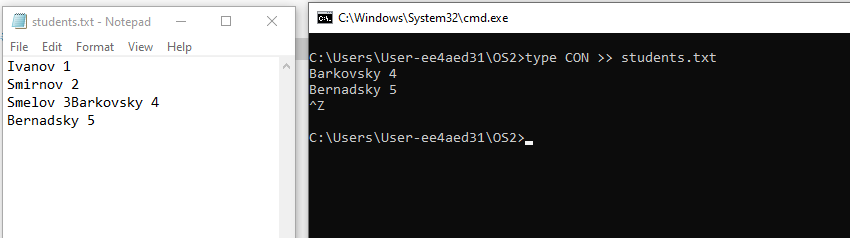 students.txt - Notepad
File Edit Format View Help
Ivanov 1
Smirnov 2
Smelov 3Barkovsky 4
Bernadsky 5
C:\Windows\System32\cmd.exe
C:\Users\User-ee4aed31\OS2>type CON >> students.txt
Barkovsky 4
Bernadsky 5
^Z
C:\Users\User-ee4aed31\OS2>